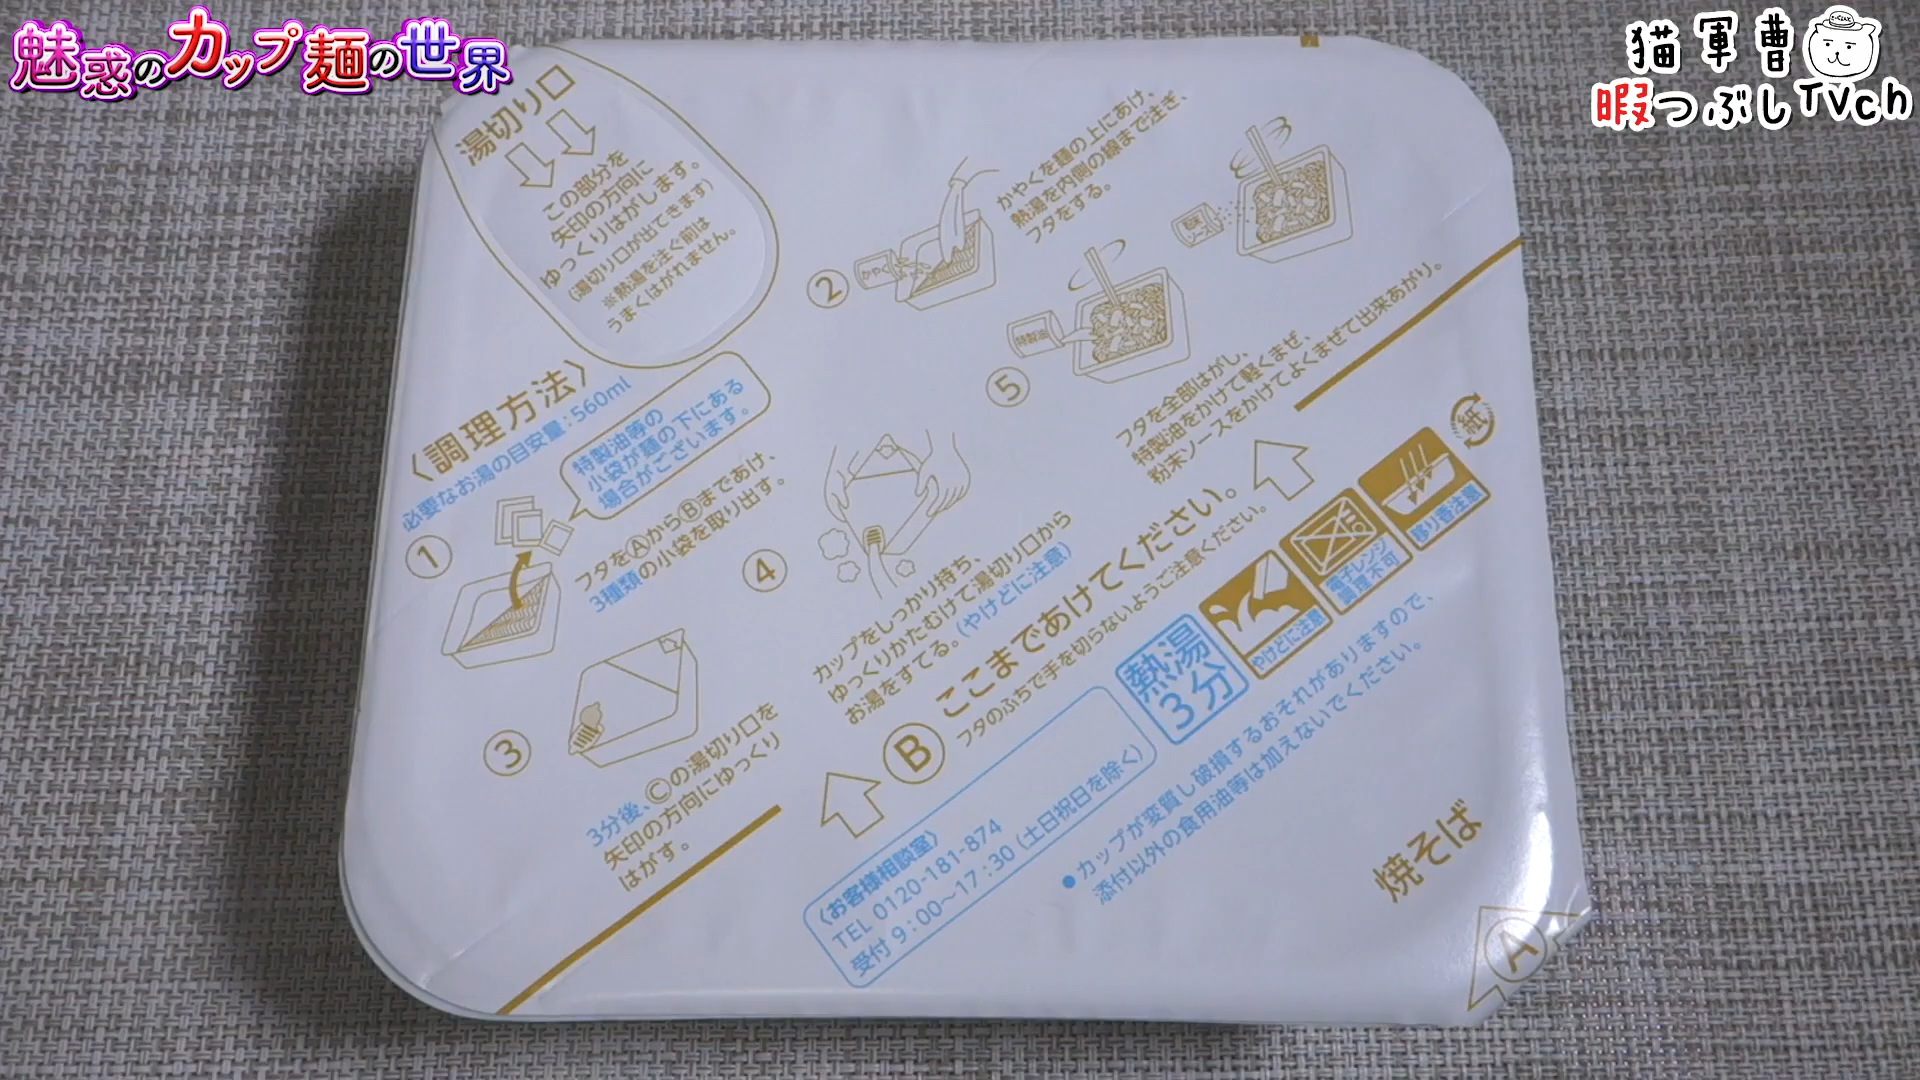 魅惑のカップ麺の世界
猫軍曹
暇つぶしTVch
湯切り口
この部分を
矢印の方向に
ゆっくりはがします。
(湯切り口が出てきます)
※熱湯を注ぐ前は
うまくはがれません。
〈調理方法〉
必要なお湯の目安量:560ml
特製油等の
小袋が麺の下にある
場合がございます。
①
フタをⒶからⒷまであけ、
3種類の小袋を取り出す。
②
かやく
かやくを麺の上にあけ、
熱湯を内側の線まで注ぎ、
フタをする。
③
3分後、Ⓒの湯切り口を
矢印の方向にゆっくり
はがす。
④
カップをしっかり持ち、
ゆっくりかたむけて湯切り口から
お湯をすてる。(やけどに注意)
⑤
特製油
フタを全部はがし、
特製油をかけて軽くまぜ、
粉末ソースをかけてよくまぜて出来あがり。
Ⓑ ここまであけてください。
フタのふちで手を切らないようご注意ください。
熱湯
3分
やけどに注意
電子レンジ
調理不可
移り香注意
紙
〈お客様相談室〉
TEL 0120-181-874
受付 9:00～17:30 (土日祝日を除く)
●カップが変質し破損するおそれがありますので、
添付以外の食用油等は加えないでください。
焼そば
A